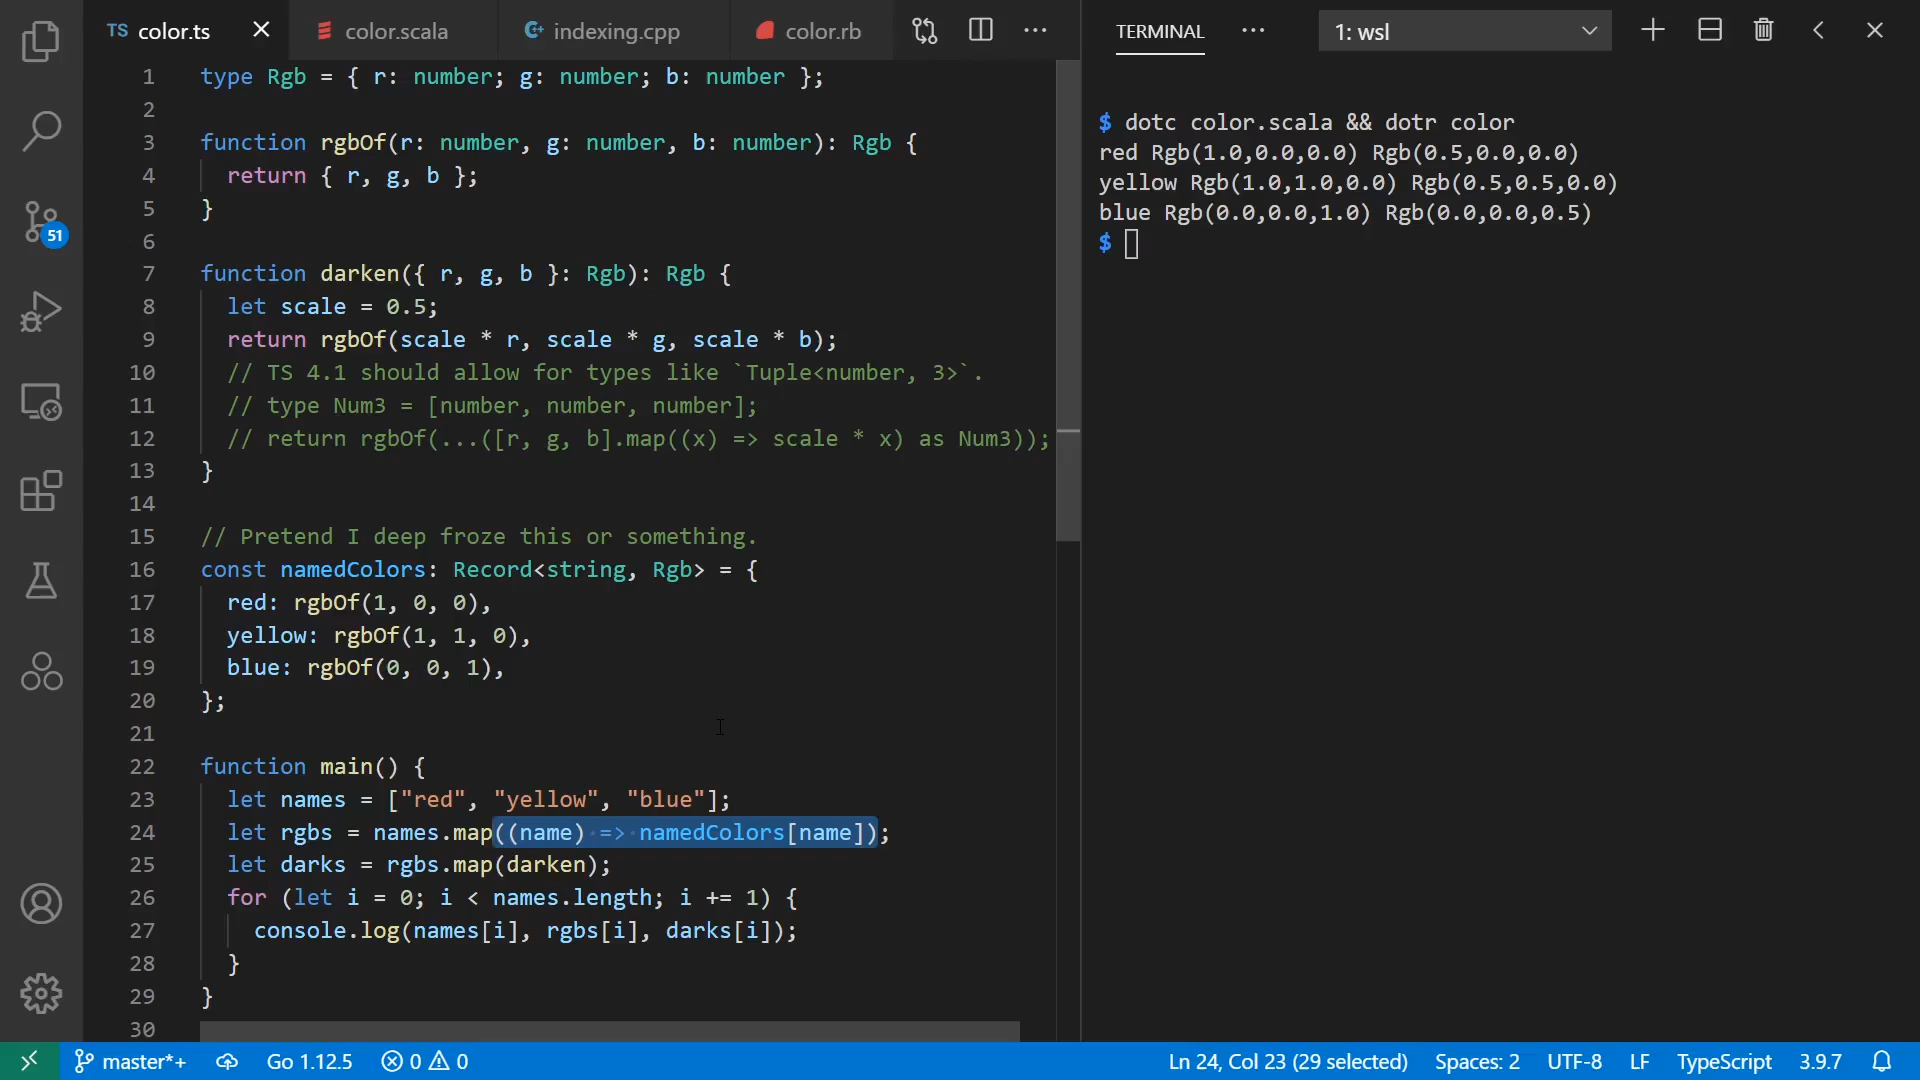 TS color.ts
color.scala
indexing.cpp
color.rb
1 type Rgb = { r: number; g: number; b: number };
2
3 function rgbOf(r: number, g: number, b: number): Rgb {
4 return { r, g, b };
5 }
6
7 function darken({ r, g, b }: Rgb): Rgb {
8 let scale = 0.5;
9 return rgbOf(scale * r, scale * g, scale * b);
10 // TS 4.1 should allow for types like `Tuple<number, 3>`.
11 // type Num3 = [number, number, number];
12 // return rgbOf(...([r, g, b].map((x) => scale * x) as Num3));
13 }
14
15 // Pretend I deep froze this or something.
16 const namedColors: Record<string, Rgb> = {
17 red: rgbOf(1, 0, 0),
18 yellow: rgbOf(1, 1, 0),
19 blue: rgbOf(0, 0, 1),
20 };
21
22 function main() {
23 let names = ["red", "yellow", "blue"];
24 let rgbs = names.map((name) => namedColors[name]);
25 let darks = rgbs.map(darken);
26 for (let i = 0; i < names.length; i += 1) {
27 console.log(names[i], rgbs[i], darks[i]);
28 }
29 }
30
51
TERMINAL
1: wsl
$ dotc color.scala && dotr color
red Rgb(1.0,0.0,0.0) Rgb(0.5,0.0,0.0)
yellow Rgb(1.0,1.0,0.0) Rgb(0.5,0.5,0.0)
blue Rgb(0.0,0.0,1.0) Rgb(0.0,0.0,0.5)
$
master*+ Go 1.12.5 0 0
Ln 24, Col 23 (29 selected) Spaces: 2 UTF-8 LF TypeScript 3.9.7